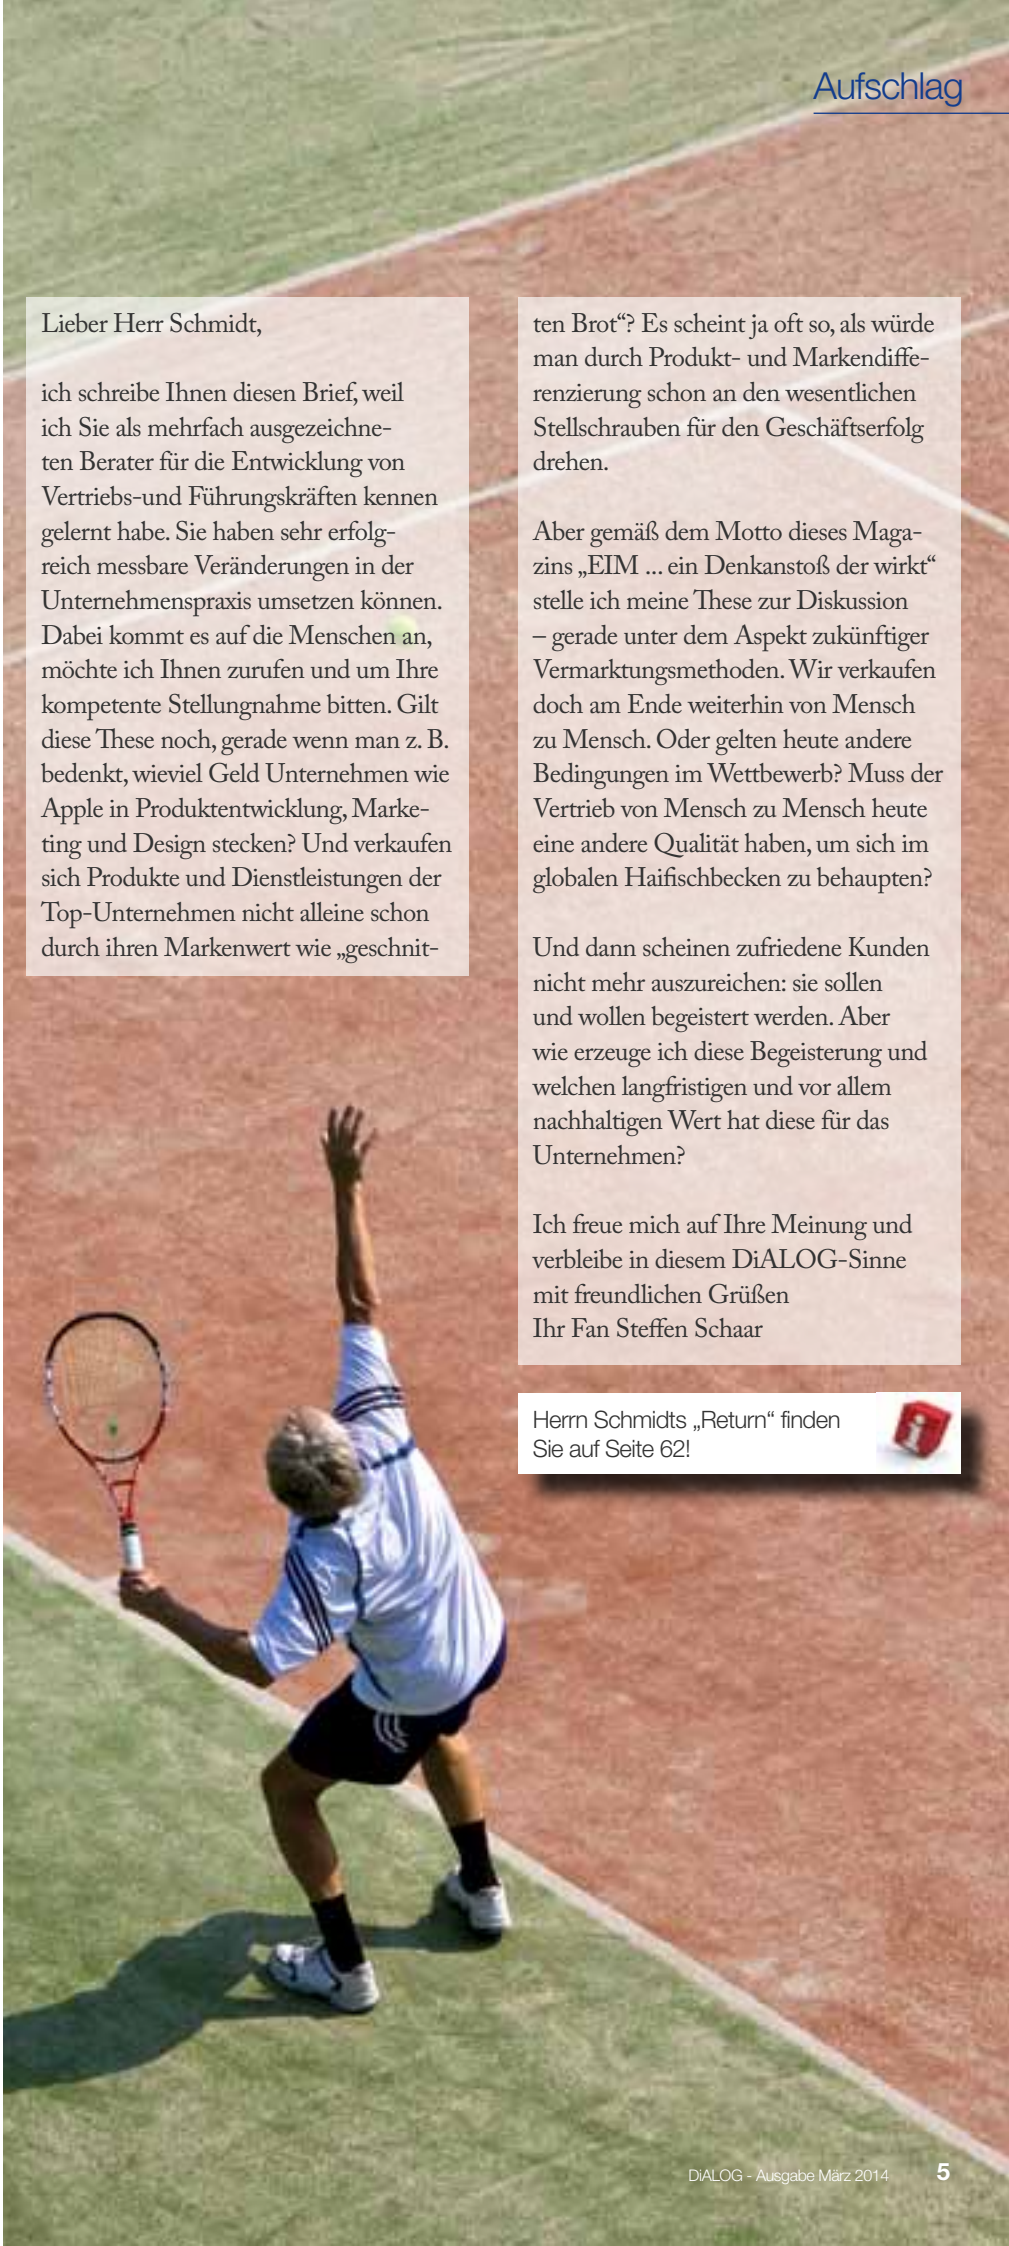 Aufschlag
Lieber Herr Schmidt,
ich schreibe Ihnen diesen Brief, weil
ich Sie als mehrfach ausgezeichne-
ten Berater für die Entwicklung von
Vertriebs-und Führungskräften kennen
gelernt habe. Sie haben sehr erfolg-
reich messbare Veränderungen in der
Unternehmenspraxis umsetzen können.
Dabei kommt es auf die Menschen an,
möchte ich Ihnen zurufen und um Ihre
kompetente Stellungnahme bitten. Gilt
diese These noch, gerade wenn man z. B.
bedenkt, wieviel Geld Unternehmen wie
Apple in Produktentwicklung, Marke-
ting und Design stecken? Und verkaufen
sich Produkte und Dienstleistungen der
Top-Unternehmen nicht alleine schon
durch ihren Markenwert wie „geschnit-
ten Brot“? Es scheint ja oft so, als würde
man durch Produkt- und Markendiffe-
renzierung schon an den wesentlichen
Stellschrauben für den Geschäftserfolg
drehen.
Aber gemäß dem Motto dieses Maga-
zins „EIM ... ein Denkanstoß der wirkt“
stelle ich meine These zur Diskussion
– gerade unter dem Aspekt zukünftiger
Vermarktungsmethoden. Wir verkaufen
doch am Ende weiterhin von Mensch
zu Mensch. Oder gelten heute andere
Bedingungen im Wettbewerb? Muss der
Vertrieb von Mensch zu Mensch heute
eine andere Qualität haben, um sich im
globalen Haifischbecken zu behaupten?
Und dann scheinen zufriedene Kunden
nicht mehr auszureichen: sie sollen
und wollen begeistert werden. Aber
wie erzeuge ich diese Begeisterung und
welchen langfristigen und vor allem
nachhaltigen Wert hat diese für das
Unternehmen?
Ich freue mich auf Ihre Meinung und
verbleibe in diesem DiALOG-Sinne
mit freundlichen Grüßen
Ihr Fan Steffen Schaar
Herrn Schmidts „Return“ finden
Sie auf Seite 62!
i
DiALOG - Ausgabe März 2014 5